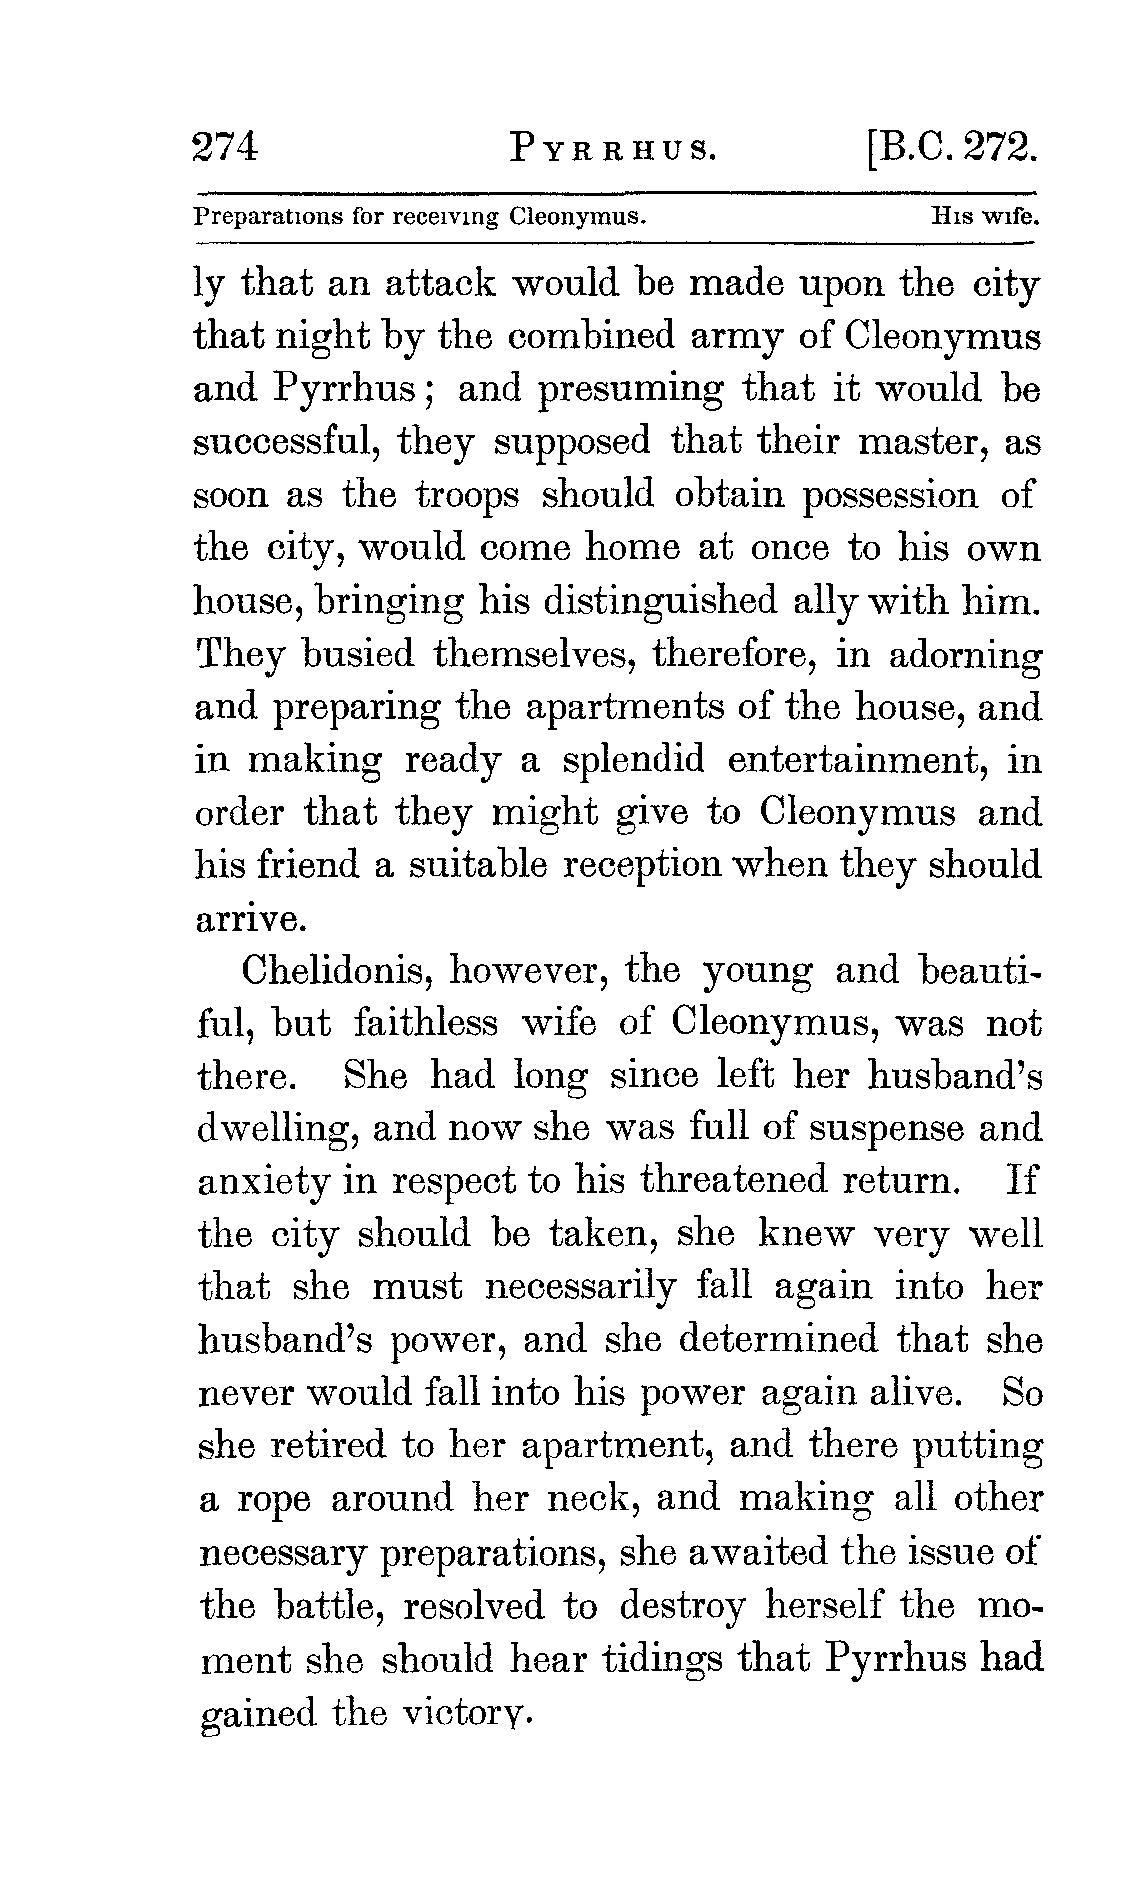 274 PYRRHUS. [B.C. 272.
Preparations for receiving Cleonymus. His wife.
ly that an attack would be made upon the city
that night by the combined army of Cleonymus
and Pyrrhus; and presuming that it would be
successful, they supposed that their master, as
soon as the troops should obtain possession of
the city, would come home at once to his own
house, bringing his distinguished ally with him.
They busied themselves, therefore, in adorning
and preparing the apartments of the house, and
in making ready a splendid entertainment, in
order that they might give to Cleonymus and
his friend a suitable reception when they should
arrive.
Chelidonis, however, the young and beauti-
ful, but faithless wife of Cleonymus, was not
there. She had long since left her husband's
dwelling, and now she was full of suspense and
anxiety in respect to his threatened return. If
the city should be taken, she knew very well
that she must necessarily fall again into her
husband's power, and she determined that she
never would fall into his power again alive. So
she retired to her apartment, and there putting
a rope around her neck, and making all other
necessary preparations, she awaited the issue of
the battle, resolved to destroy herself the mo-
ment she should hear tidings that Pyrrhus had
gained the victory.